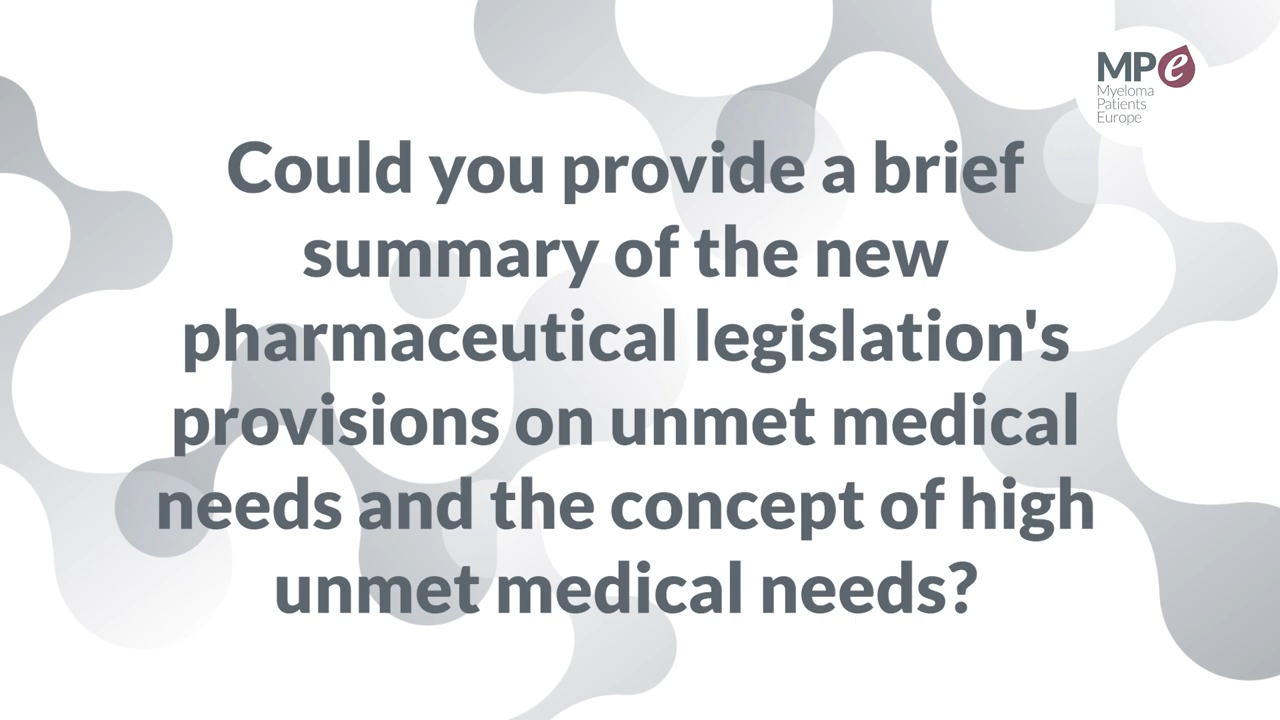 MPe
Myeloma
Patients
Europe
Could you provide a brief
summary of the new
pharmaceutical legislation's
provisions on unmet medical
needs and the concept of high
unmet medical needs?